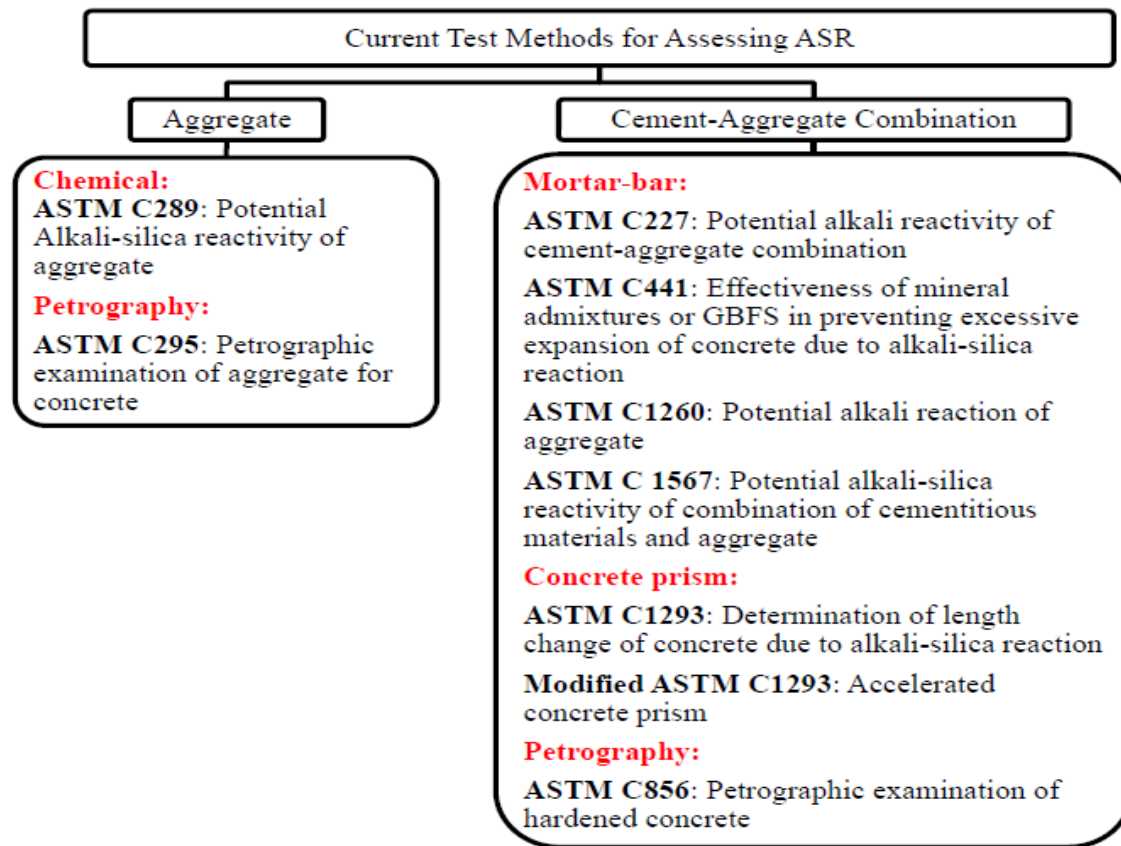 Current Test Methods for Assessing ASR
Aggregate
Chemical:
ASTM C289: Potential
Alkali-silica reactivity of
aggregate
Petrography:
ASTM C295: Petrographic
examination of aggregate for
concrete
Cement-Aggregate Combination
Mortar-bar:
ASTM C227: Potential alkali reactivity of
cement-aggregate combination
ASTM C441: Effectiveness of mineral
admixtures or GBFS in preventing excessive
expansion of concrete due to alkali-silica
reaction
ASTM C1260: Potential alkali reaction of
aggregate
ASTM C 1567: Potential alkali-silica
reactivity of combination of cementitious
materials and aggregate
Concrete prism:
ASTM C1293: Determination of length
change of concrete due to alkali-silica reaction
Modified ASTM C1293: Accelerated
concrete prism
Petrography:
ASTM C856: Petrographic examination of
hardened concrete